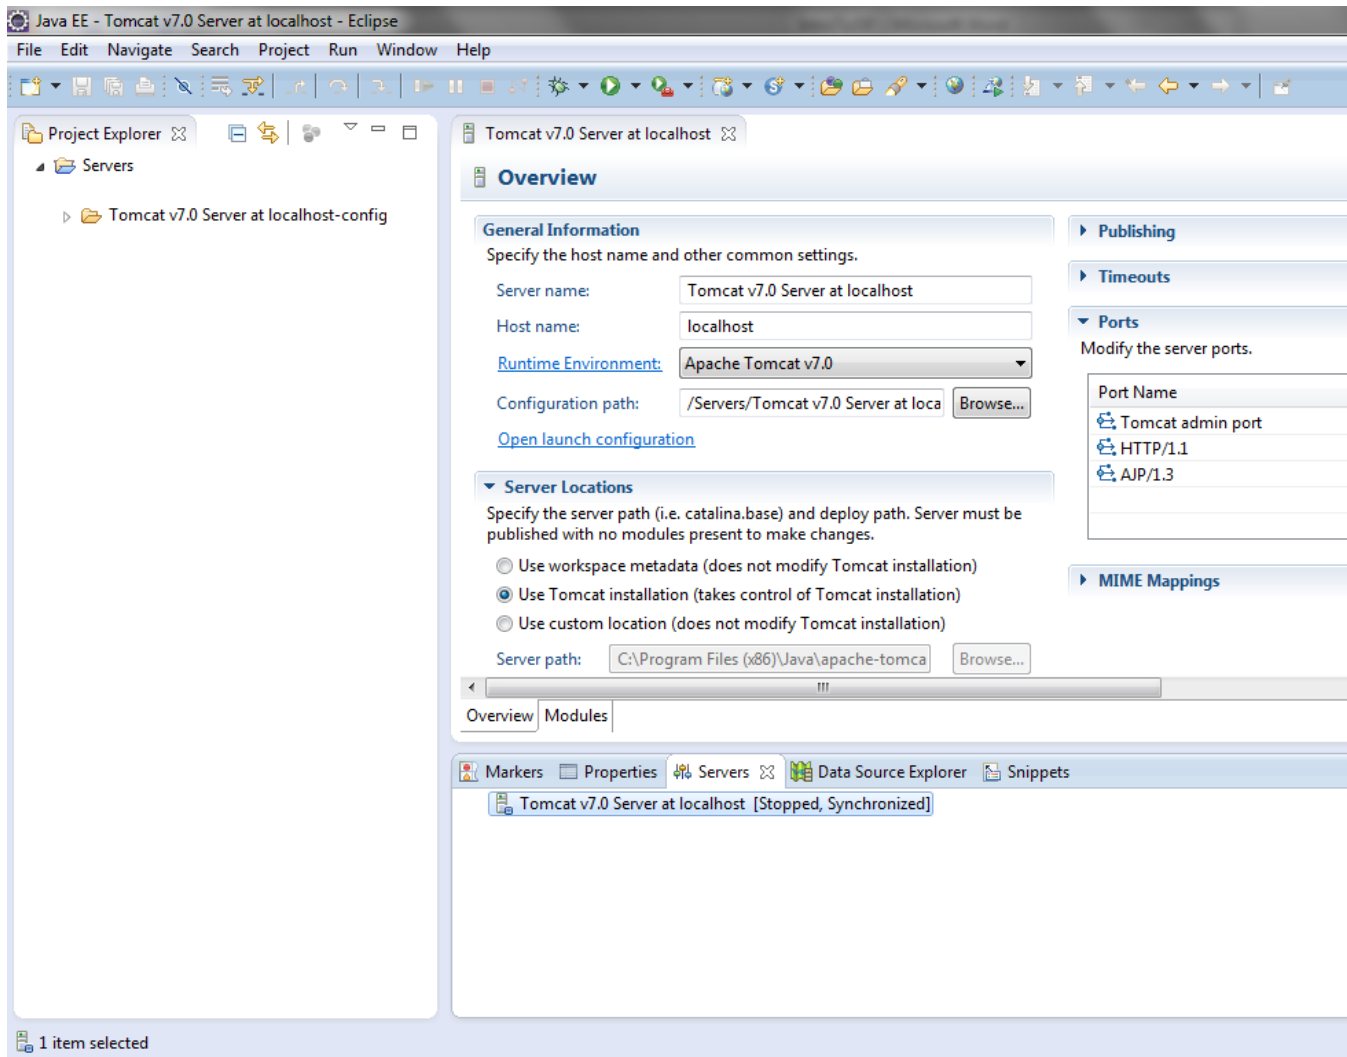 Java EE - Tomcat v7.0 Server at localhost - Eclipse
File Edit Navigate Search Project Run Window Help
Project Explorer
Servers
Tomcat v7.0 Server at localhost-config
Tomcat v7.0 Server at localhost
Overview
General Information
Specify the host name and other common settings.
Server name: Tomcat v7.0 Server at localhost
Host name: localhost
Runtime Environment: Apache Tomcat v7.0
Configuration path: /Servers/Tomcat v7.0 Server at loca Browse...
Open launch configuration
Server Locations
Specify the server path (i.e. catalina.base) and deploy path. Server must be
published with no modules present to make changes.
Use workspace metadata (does not modify Tomcat installation)
Use Tomcat installation (takes control of Tomcat installation)
Use custom location (does not modify Tomcat installation)
Server path: C:\Program Files (x86)\Java\apache-tomca Browse...
Publishing
Timeouts
Ports
Modify the server ports.
Port Name
Tomcat admin port
HTTP/1.1
AJP/1.3
MIME Mappings
Overview Modules
Markers Properties Servers Data Source Explorer Snippets
Tomcat v7.0 Server at localhost [Stopped, Synchronized]
1 item selected